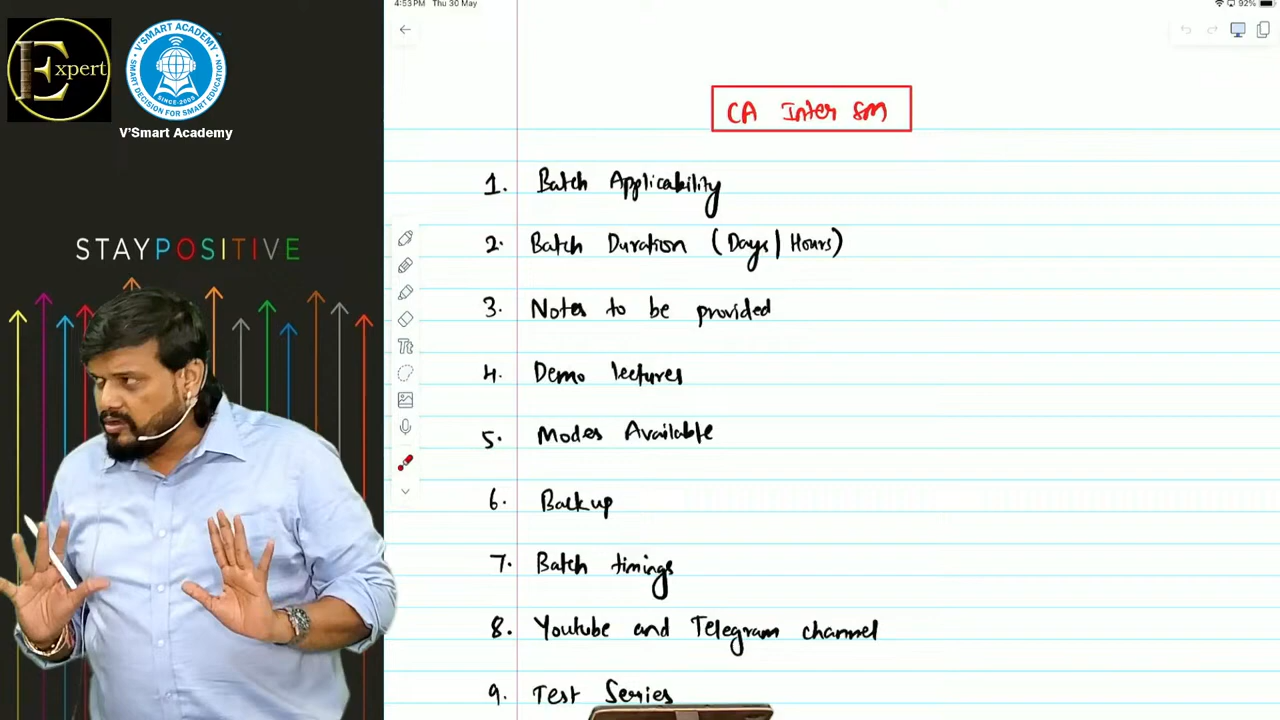 4:53 PM Thu 30 May
92%
Expert
V'SMART ACADEMY
SMART DECISION FOR SMART EDUCATION
SINCE-2005
V'Smart Academy
STAYPOSITIVE
CA Inter SM
1. Batch Applicability
2. Batch Duration (Days | Hours)
3. Notes to be provided
4. Demo lectures
5. Modes Available
6. Backup
7. Batch timings
8. Youtube and Telegram channel
9. Test Series
Tt